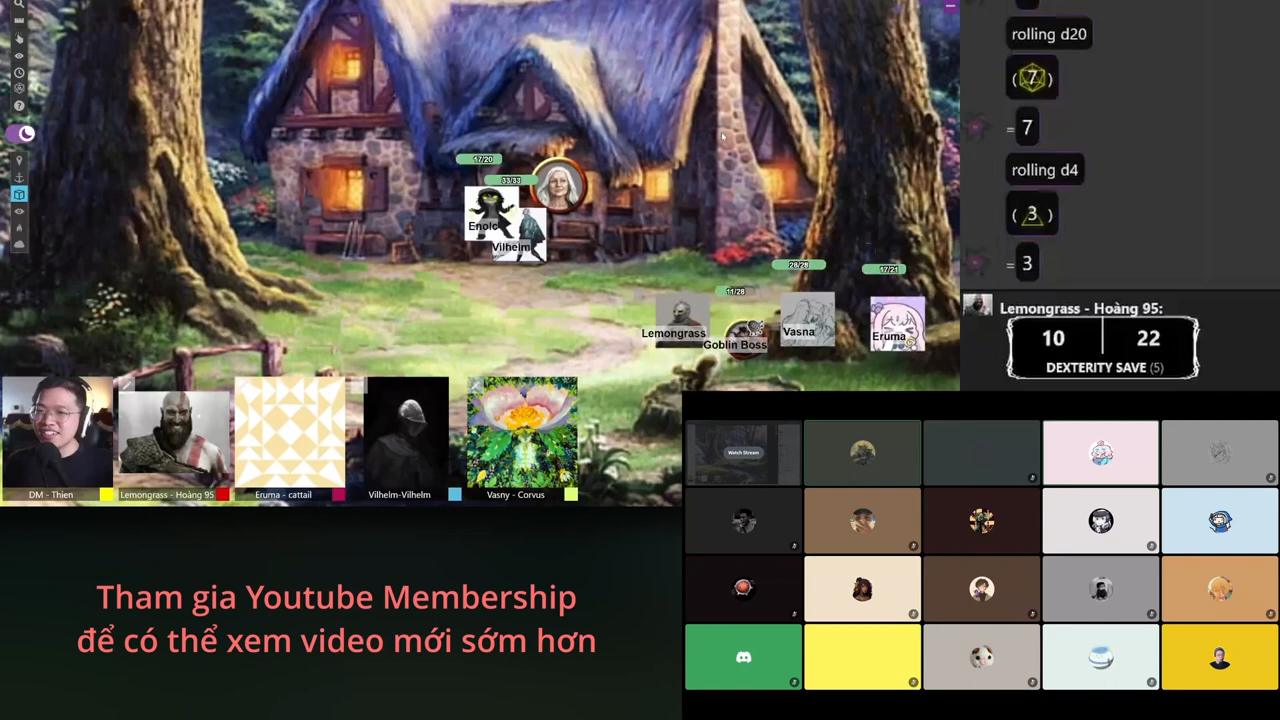 17/20
33/33
Enoic
Vilhelm
28/28
17/21
11/28
Lemongrass
Goblin Boss
Vasna
Eruma
DM - Thien
Lemongrass - Hoàng 95
Eruma - cattail
Vilhelm-Vilhelm
Vasny - Corvus
rolling d20
(7)
= 7
rolling d4
(3)
= 3
Lemongrass - Hoàng 95:
10 22
DEXTERITY SAVE (5)
Watch Stream
Tham gia Youtube Membership
để có thể xem video mới sớm hơn